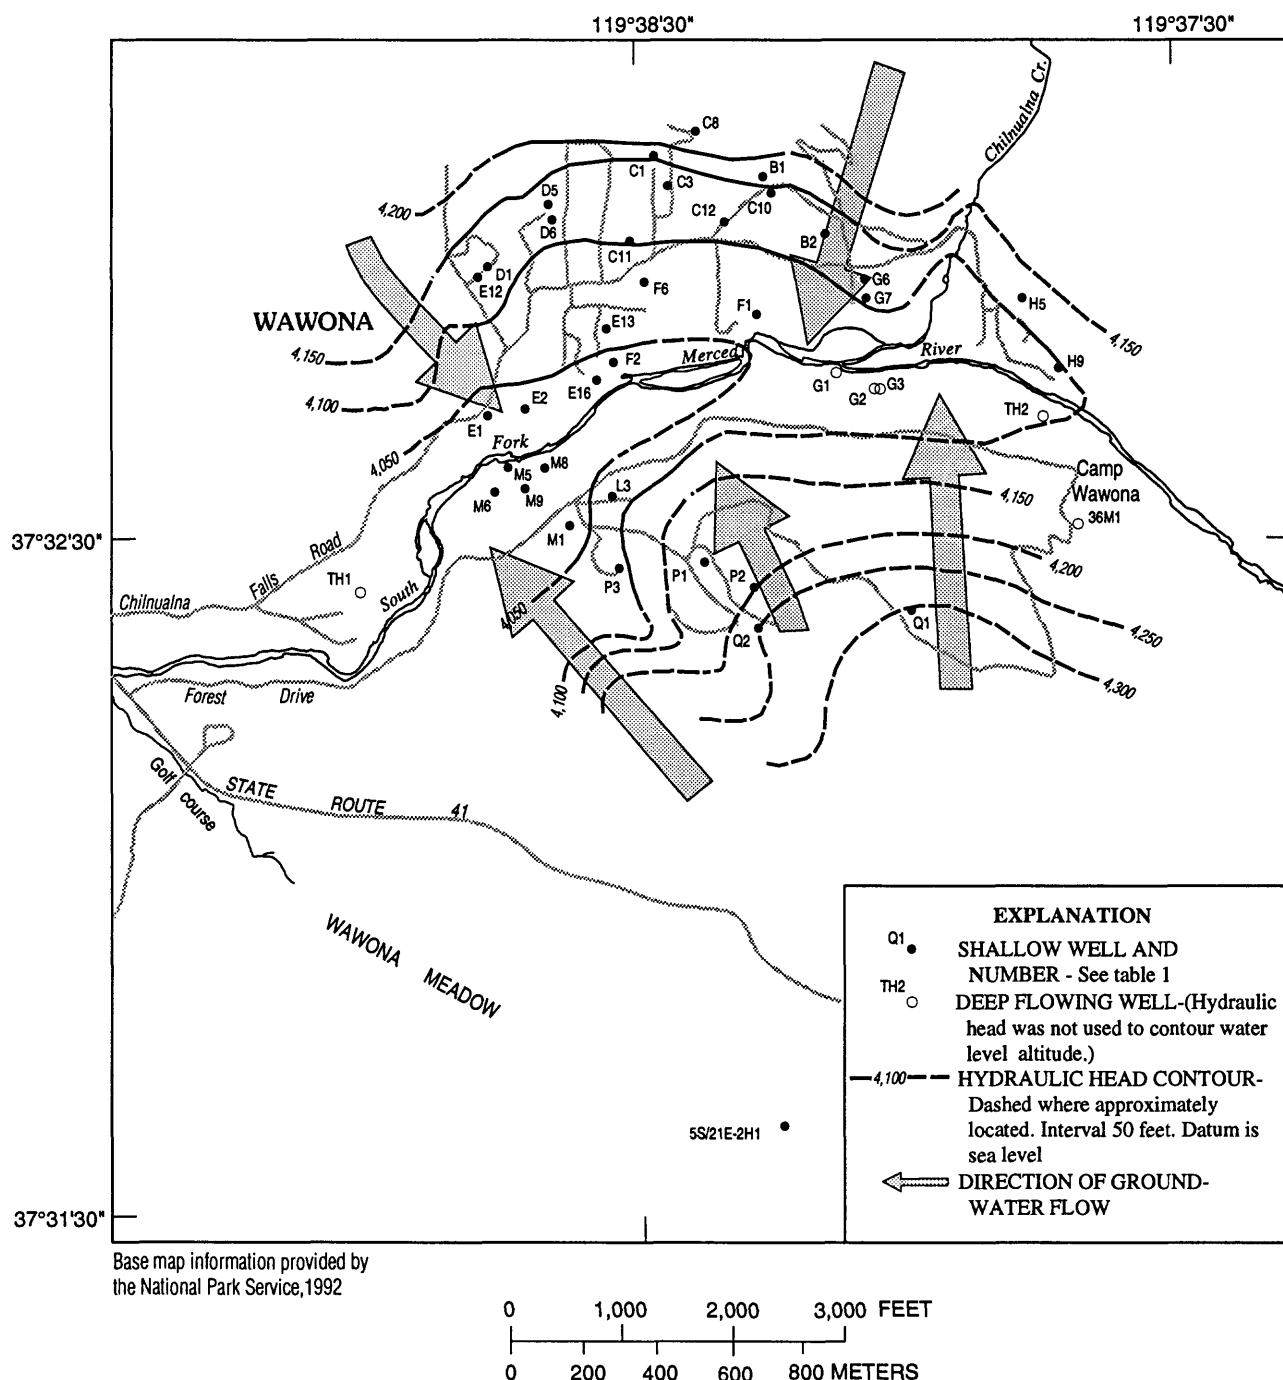 119°38'30"
119°37'30"
Chilnualna Cr.
C8
C1
C3
B1
C10
D5
D6
C12
B2
4,200
C11
D1
E12
F6
G6
G7
H5
WAWONA
E13
F1
4,150
4,150
F2
Merced
River
H9
E16
G1
G2
G3
4,100
E2
E1
TH2
4,050
Fork
M5
M8
Camp
Wawona
M6
M9
L3
4,150
36M1
37°32'30"
M1
Road
P3
P1
P2
4,200
TH1
Falls
South
Chilnualna
4,050
Q2
Q1
4,250
Forest
Drive
4,100
4,300
Golf
course
STATE
ROUTE
41
WAWONA
MEADOW
5S/21E-2H1
EXPLANATION
Q1
SHALLOW WELL AND
NUMBER - See table 1
TH2
DEEP FLOWING WELL-(Hydraulic
head was not used to contour water
level altitude.)
4,100
HYDRAULIC HEAD CONTOUR-
Dashed where approximately
located. Interval 50 feet. Datum is
sea level
DIRECTION OF GROUND-
WATER FLOW
37°31'30"
Base map information provided by
the National Park Service,1992
0 1,000 2,000 3,000 FEET
0 200 400 600 800 METERS